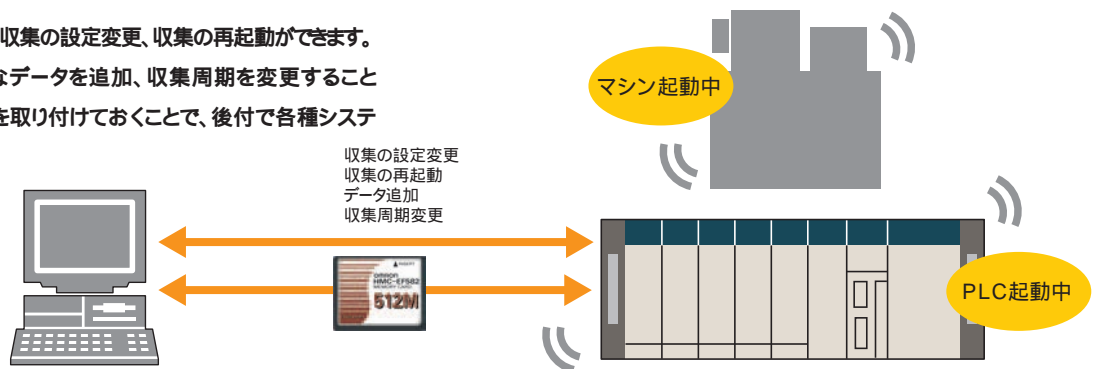 収集の設定変更、収集の再起動ができます。
なデータを追加、収集周期を変更すること
を取り付けておくことで、後付で各種システ
マシン起動中
収集の設定変更
収集の再起動
データ追加
収集周期変更
omron
HMC-EF582
MEMORY CARD
512M
PLC起動中